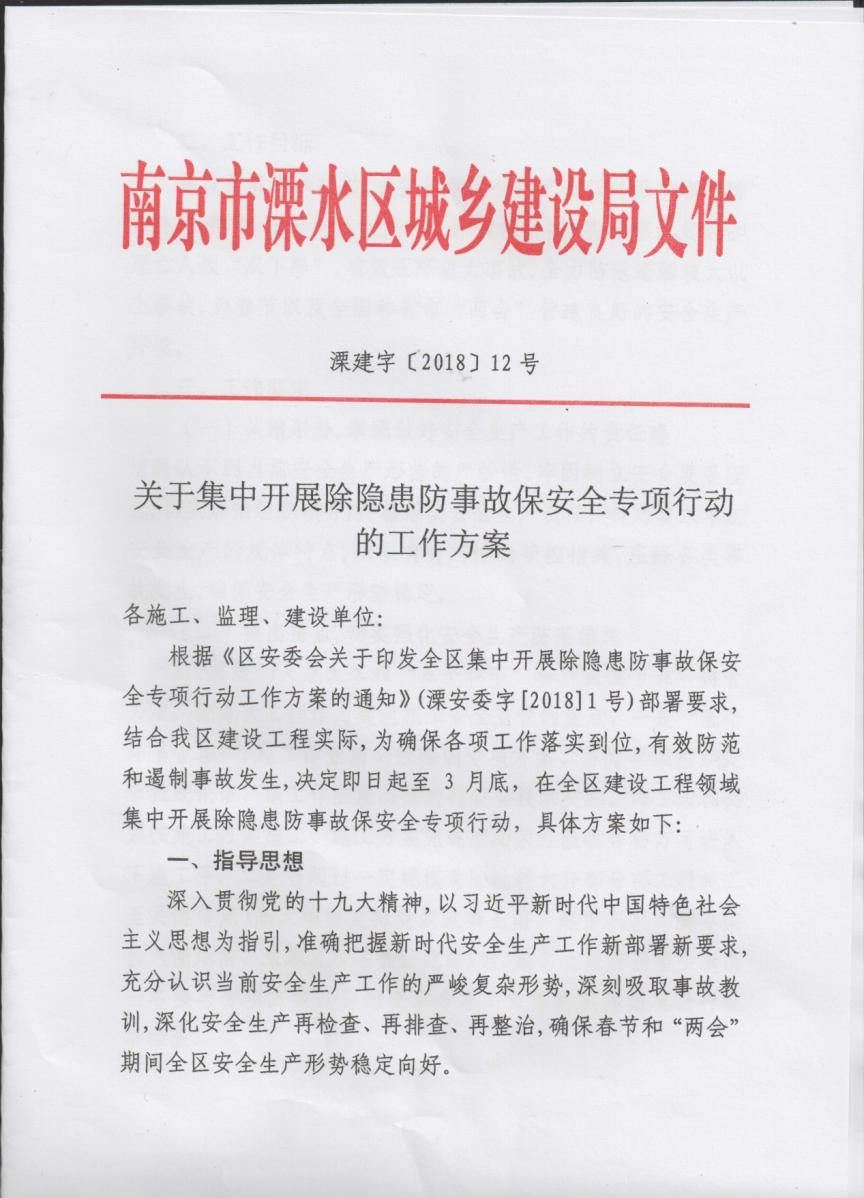 南京市溧水区城乡建设局文件
溧建字〔2018〕12号
关于集中开展除隐患防事故保安全专项行动
的工作方案
各施工、监理、建设单位:
根据《区安委会关于印发全区集中开展除隐患防事故保安
全专项行动工作方案的通知》(溧安委字[2018]1号)部署要求,
结合我区建设工程实际,为确保各项工作落实到位,有效防范
和遏制事故发生,决定即日起至 3 月底，在全区建设工程领域
集中开展除隐患防事故保安全专项行动，具体方案如下：
一、指导思想
深入贯彻党的十九大精神,以习近平新时代中国特色社会
主义思想为指引,准确把握新时代安全生产工作新部署新要求,
充分认识当前安全生产工作的严峻复杂形势,深刻吸取事故教
训,深化安全生产再检查、再排查、再整治,确保春节和“两会”
期间全区安全生产形势稳定向好。